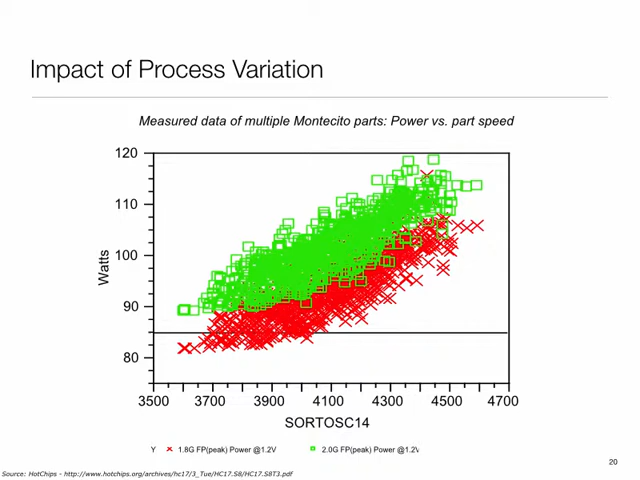 Impact of Process Variation
Measured data of multiple Montecito parts: Power vs. part speed
120
110
100
90
80
Watts
3500 3700 3900 4100 4300 4500 4700
SORTOSC14
Y 1.8G FP(peak) Power @1.2V 2.0G FP(peak) Power @1.2V
20
Source: HotChips - http://www.hotchips.org/archives/hc17/3_Tue/HC17.S8/HC17.S8T3.pdf